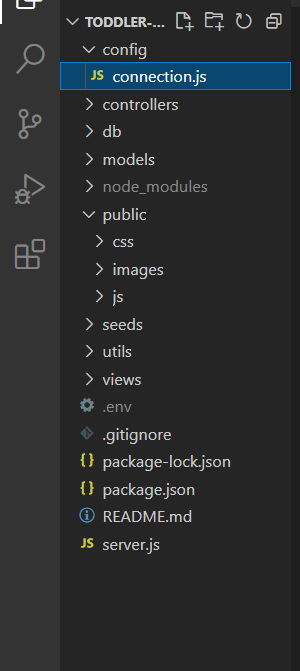 TODDLER-...
config
JS connection.js
controllers
db
models
node_modules
public
css
images
js
seeds
utils
views
.env
.gitignore
{ } package-lock.json
{ } package.json
README.md
JS server.js